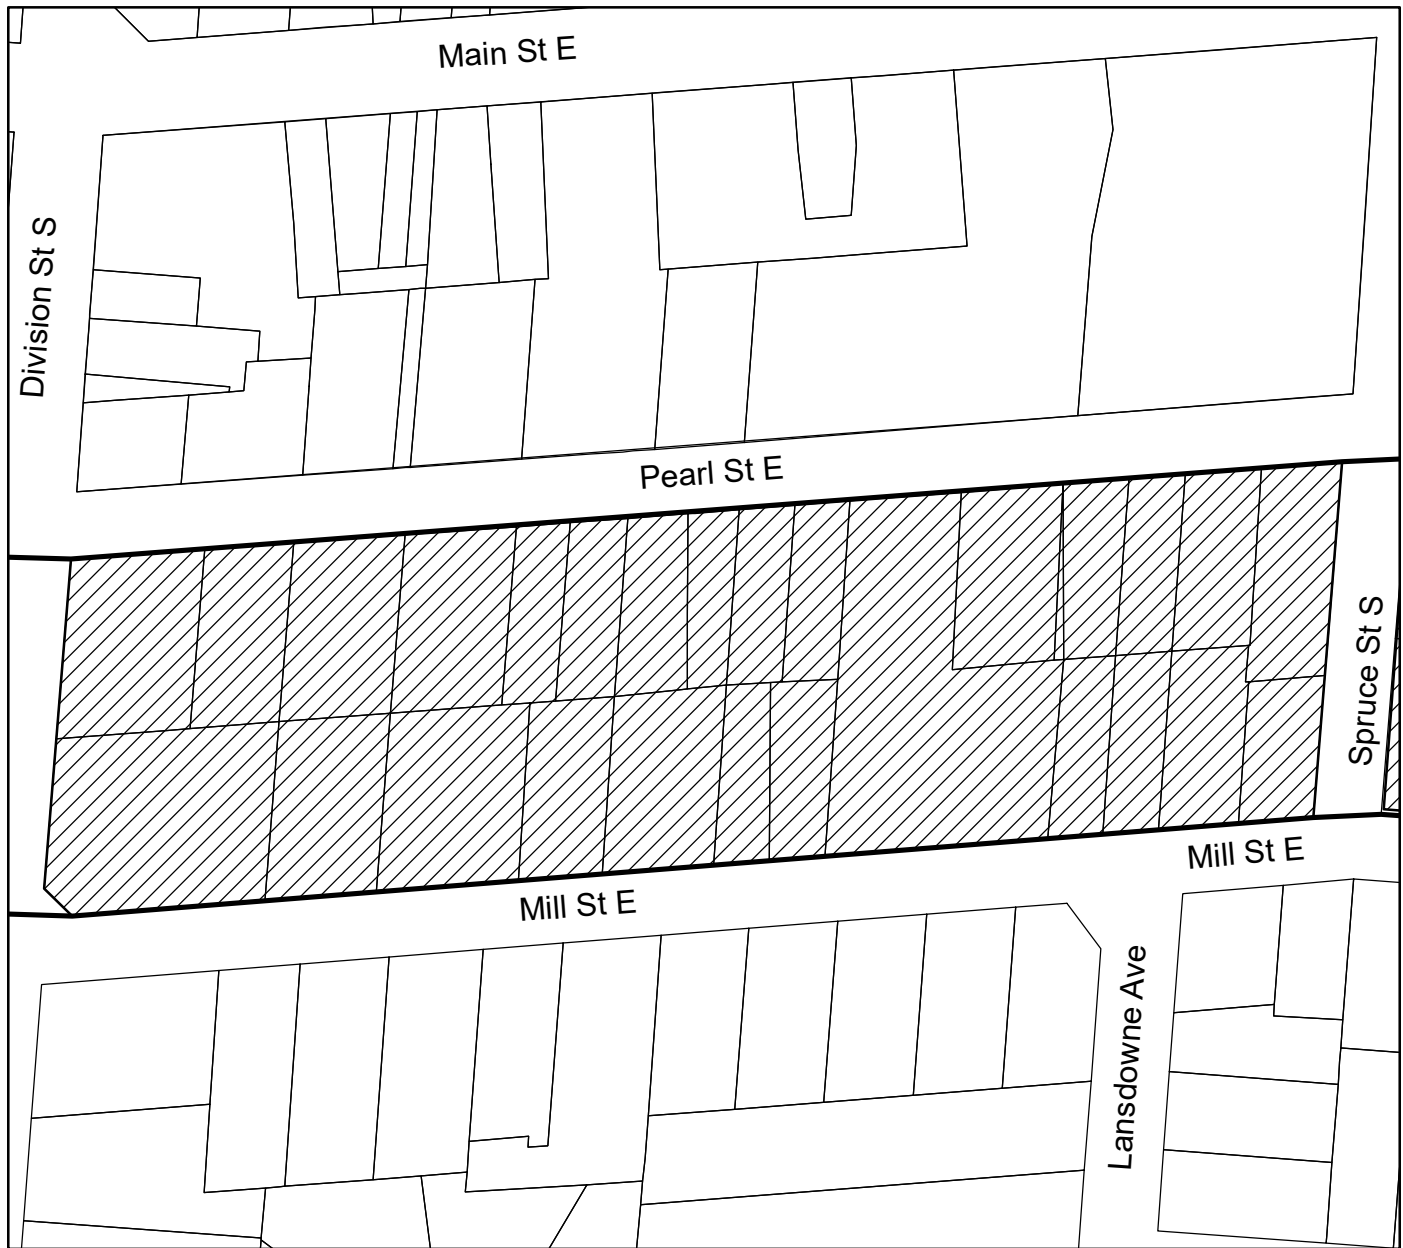 Main St E
Division St S
Pearl St E
Spruce St S
Mill St E
Mill St E
Lansdowne Ave